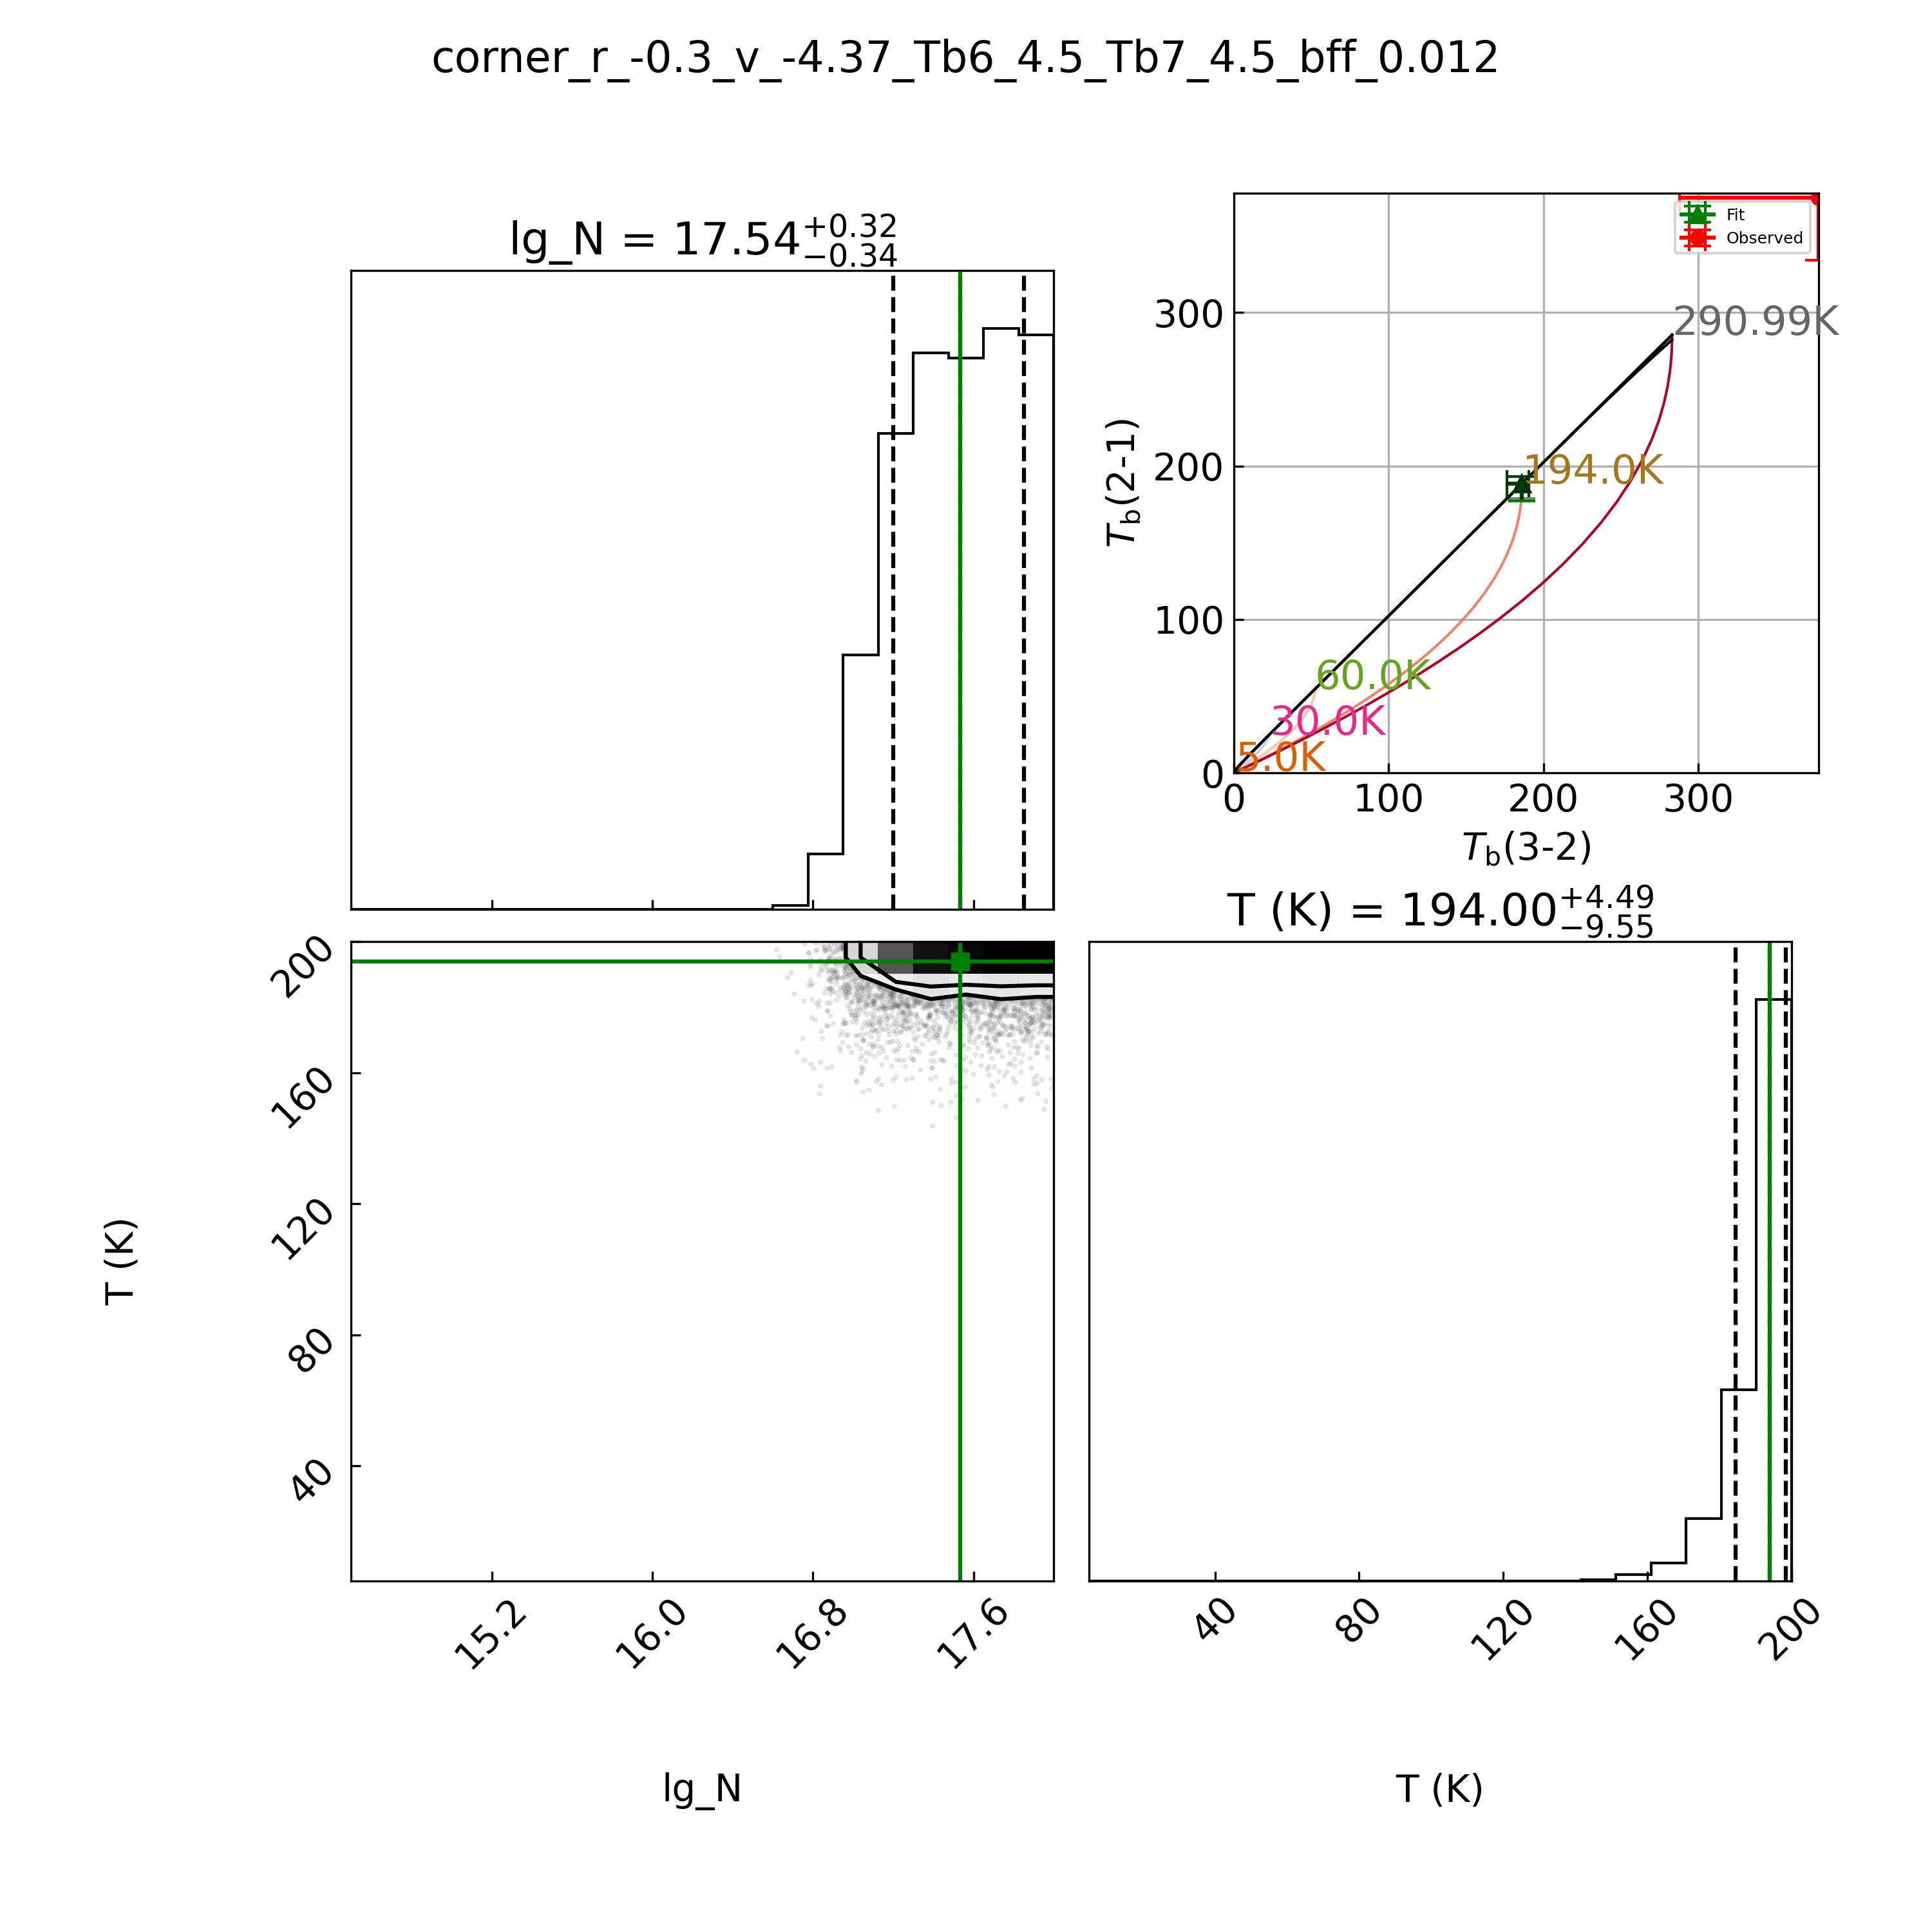 corner_r_-0.3_v_-4.37_Tb6_4.5_Tb7_4.5_bff_0.012
lg_N = 17.54+0.32 −0.34
Fit
Observed
300
200
100
0
290.99K
194.0K
60.0K
30.0K
5.0K
Tb(2-1)
0 100 200 300
Tb(3-2)
T (K) = 194.00+4.49 −9.55
200
160
120
80
40
T (K)
15.2 16.0 16.8 17.6
lg_N
40 80 120 160 200
T (K)